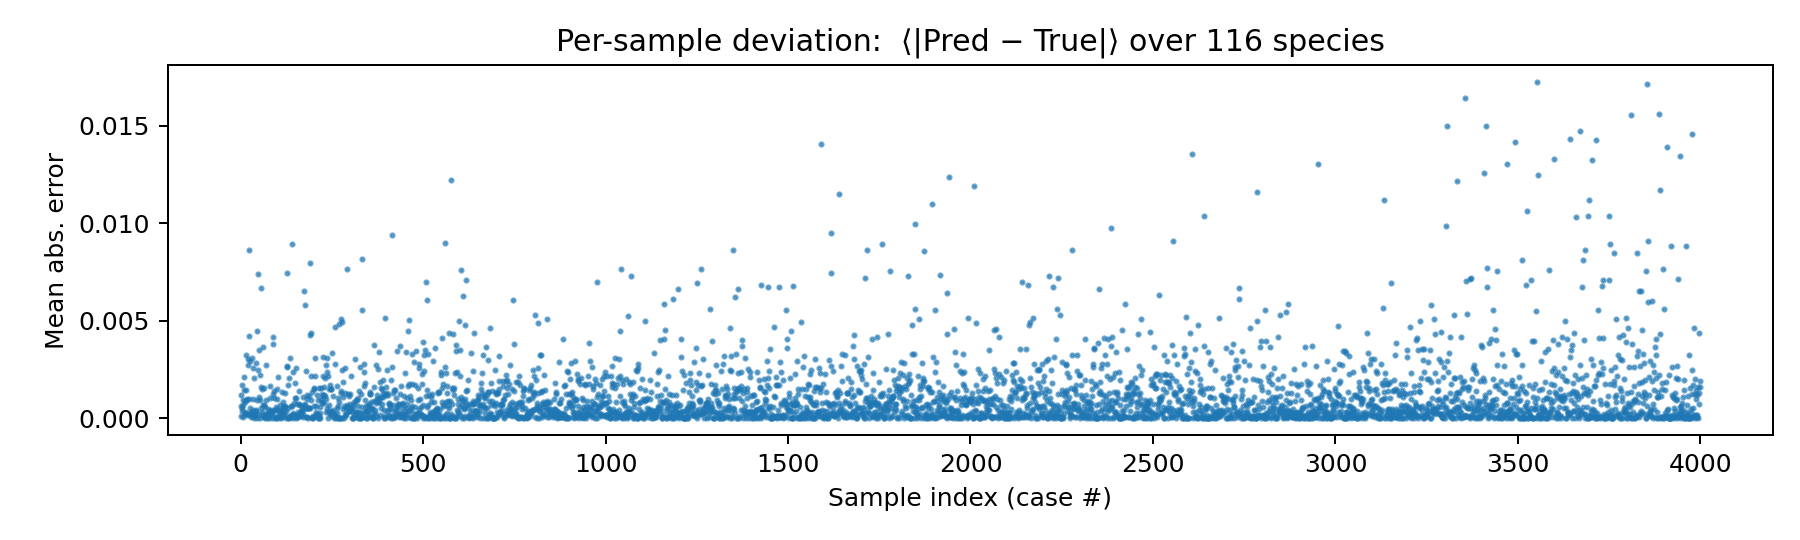 Per-sample deviation:  ⟨|Pred − True|⟩ over 116 species
Mean abs. error
0.015
0.010
0.005
0.000
0 500 1000 1500 2000 2500 3000 3500 4000
Sample index (case #)